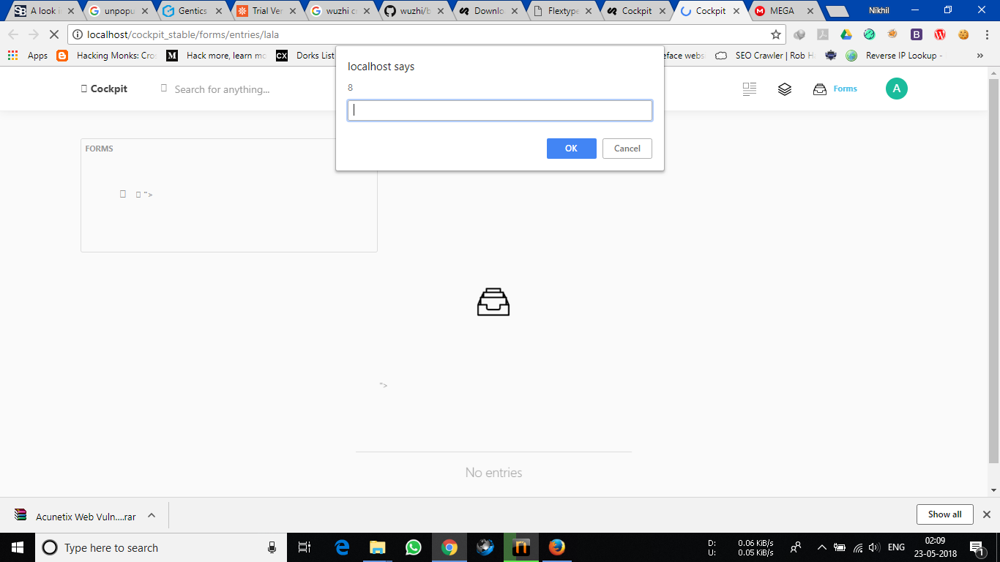 A look i
unpopu
Gentics
Trial Ver
wuzhi c
wuzhi/b
Downlo
Flextype
Cockpit
Cockpit
MEGA
Nikhil
localhost/cockpit_stable/forms/entries/lala
Apps
Hacking Monks: Cro
Hack more, learn mo
Dorks List
eface webs
SEO Crawler | Rob H
Reverse IP Lookup -
»
localhost says
8
OK
Cancel
Cockpit
Search for anything...
Forms
A
FORMS
">
">
No entries
Acunetix Web Vuln....rar
Show all
Type here to search
D: 0.06 KiB/s
U: 0.05 KiB/s
ENG
02:09
23-05-2018
1